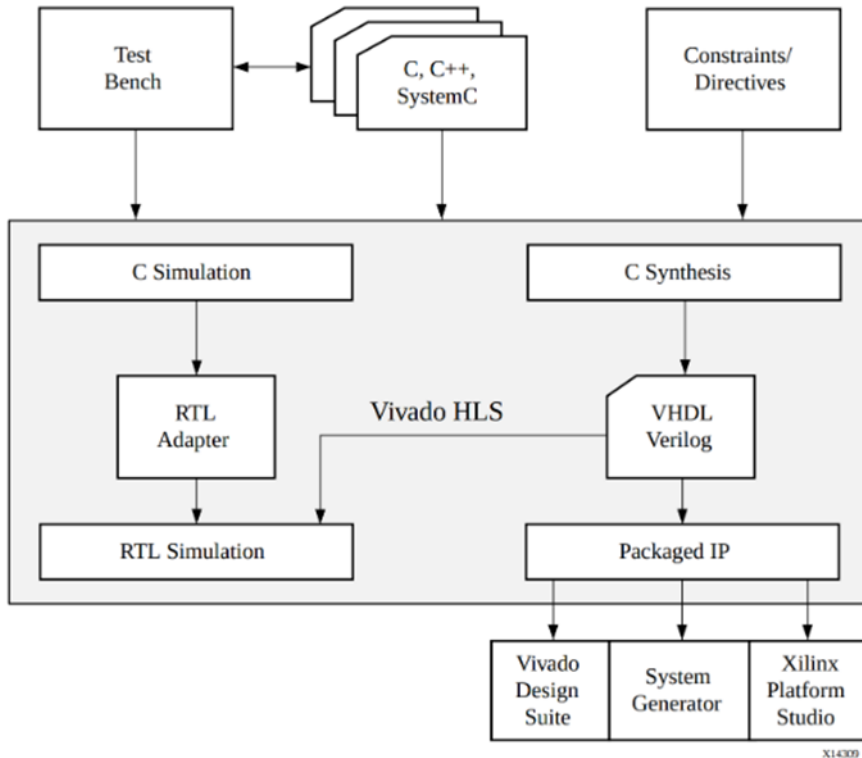 Test
Bench
C, C++,
SystemC
Constraints/
Directives
C Simulation
C Synthesis
RTL
Adapter
Vivado HLS
VHDL
Verilog
RTL Simulation
Packaged IP
Vivado
Design
Suite
System
Generator
Xilinx
Platform
Studio
X14309